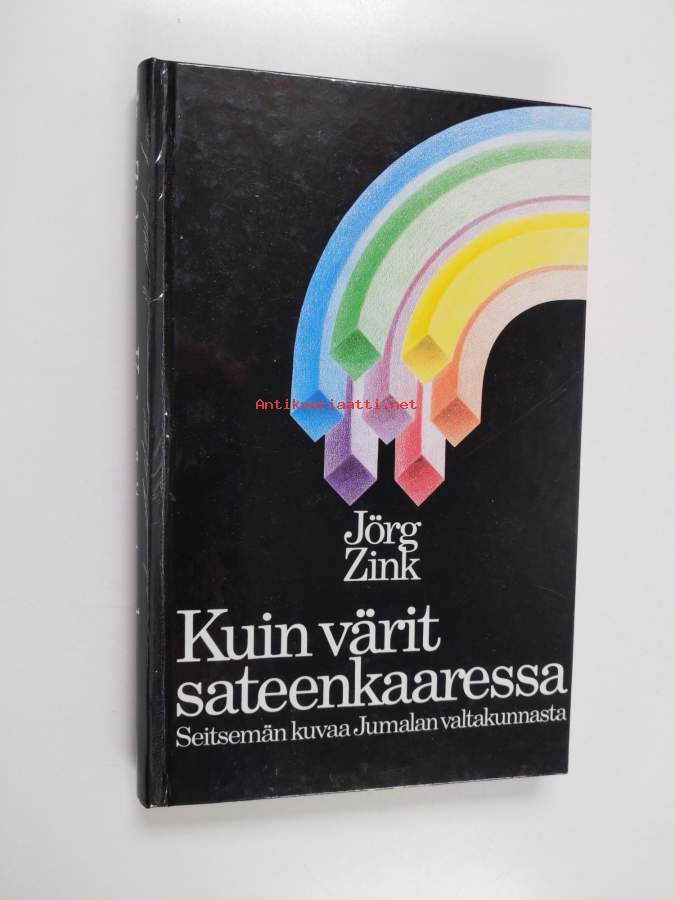 Antikvariaatti.net
Jörg
Zink
Kuin värit
sateenkaaressa
Seitsemän kuvaa Jumalan valtakunnasta